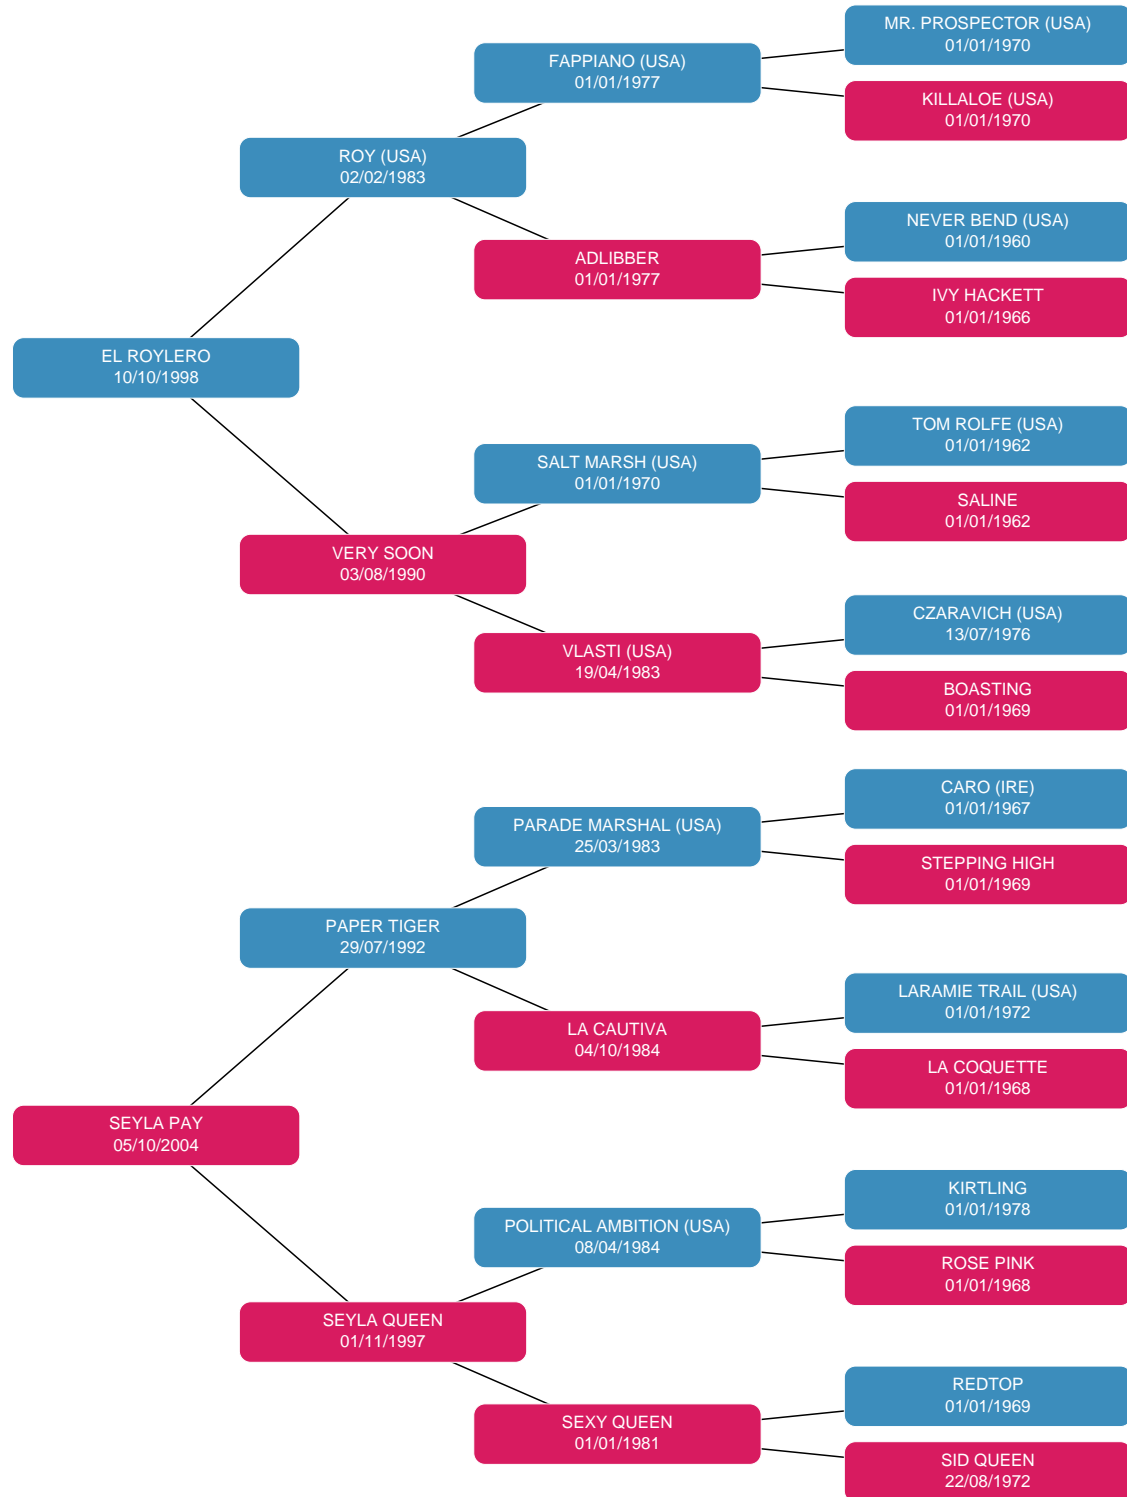 MR. PROSPECTOR (USA)
01/01/1970
FAPPIANO (USA)
01/01/1977
KILLALOE (USA)
01/01/1970
ROY (USA)
02/02/1983
NEVER BEND (USA)
01/01/1960
ADLIBBER
01/01/1977
IVY HACKETT
01/01/1966
EL ROYLERO
10/10/1998
TOM ROLFE (USA)
01/01/1962
SALT MARSH (USA)
01/01/1970
SALINE
01/01/1962
VERY SOON
03/08/1990
CZARAVICH (USA)
13/07/1976
VLASTI (USA)
19/04/1983
BOASTING
01/01/1969
CARO (IRE)
01/01/1967
PARADE MARSHAL (USA)
25/03/1983
STEPPING HIGH
01/01/1969
PAPER TIGER
29/07/1992
LARAMIE TRAIL (USA)
01/01/1972
LA CAUTIVA
04/10/1984
LA COQUETTE
01/01/1968
SEYLA PAY
05/10/2004
KIRTLING
01/01/1978
POLITICAL AMBITION (USA)
08/04/1984
ROSE PINK
01/01/1968
SEYLA QUEEN
01/11/1997
REDTOP
01/01/1969
SEXY QUEEN
01/01/1981
SID QUEEN
22/08/1972